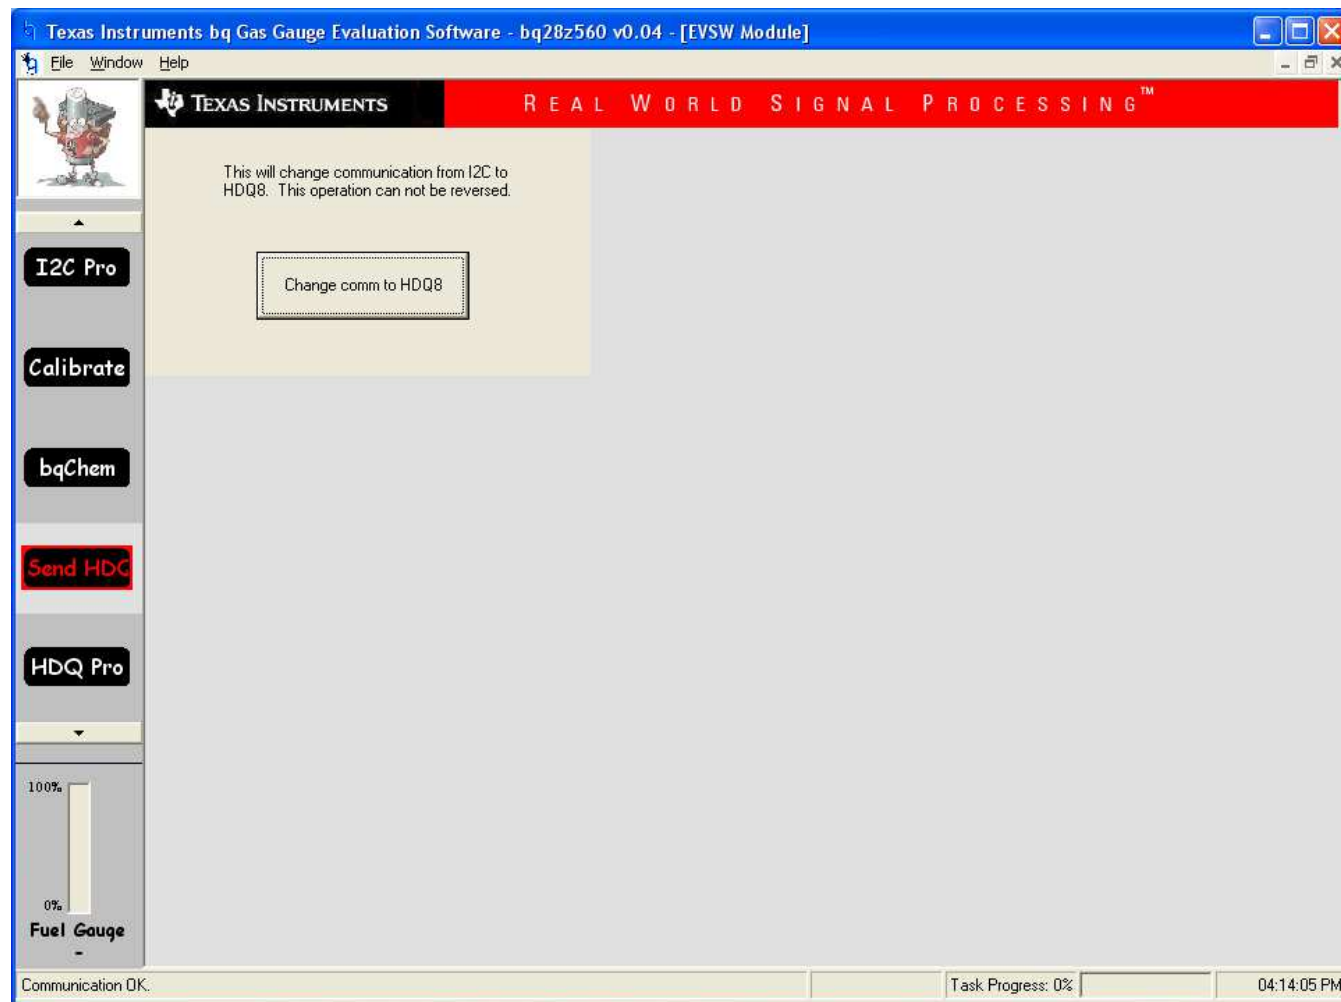 Texas Instruments bq Gas Gauge Evaluation Software - bq28z560 v0.04 - [EVSW Module]
File Window Help
TEXAS INSTRUMENTS
REAL WORLD SIGNAL PROCESSING™
This will change communication from I2C to
HDQ8. This operation can not be reversed.
Change comm to HDQ8
I2C Pro
Calibrate
bqChem
Send HDQ
HDQ Pro
100%
0%
Fuel Gauge
-
Communication OK.
Task Progress: 0%
04:14:05 PM